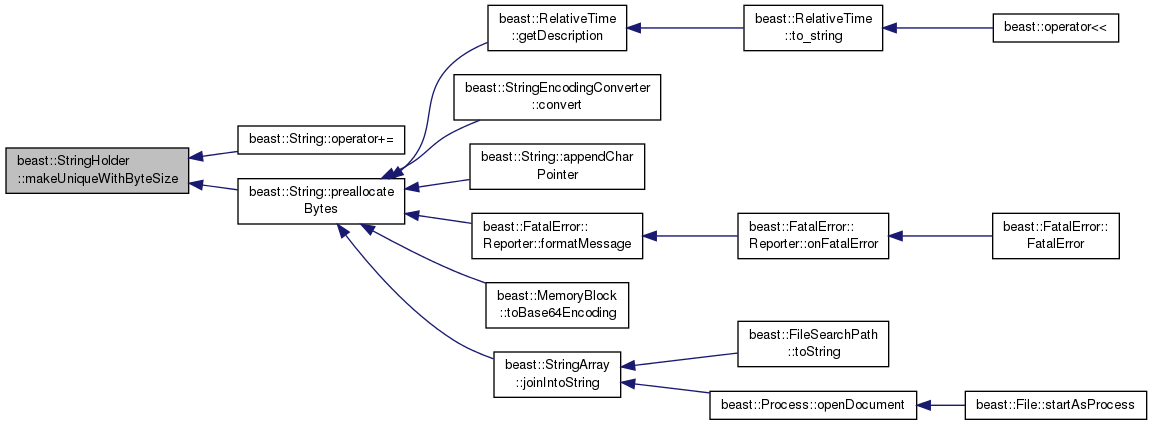 beast::RelativeTime
::getDescription
beast::RelativeTime
::to_string
beast::operator<<
beast::StringEncodingConverter
::convert
beast::String::operator+=
beast::StringHolder
::makeUniqueWithByteSize
beast::String::appendChar
Pointer
beast::String::preallocate
Bytes
beast::FatalError::
Reporter::formatMessage
beast::FatalError::
Reporter::onFatalError
beast::FatalError::
FatalError
beast::MemoryBlock
::toBase64Encoding
beast::FileSearchPath
::toString
beast::StringArray
::joinIntoString
beast::Process::openDocument
beast::File::startAsProcess